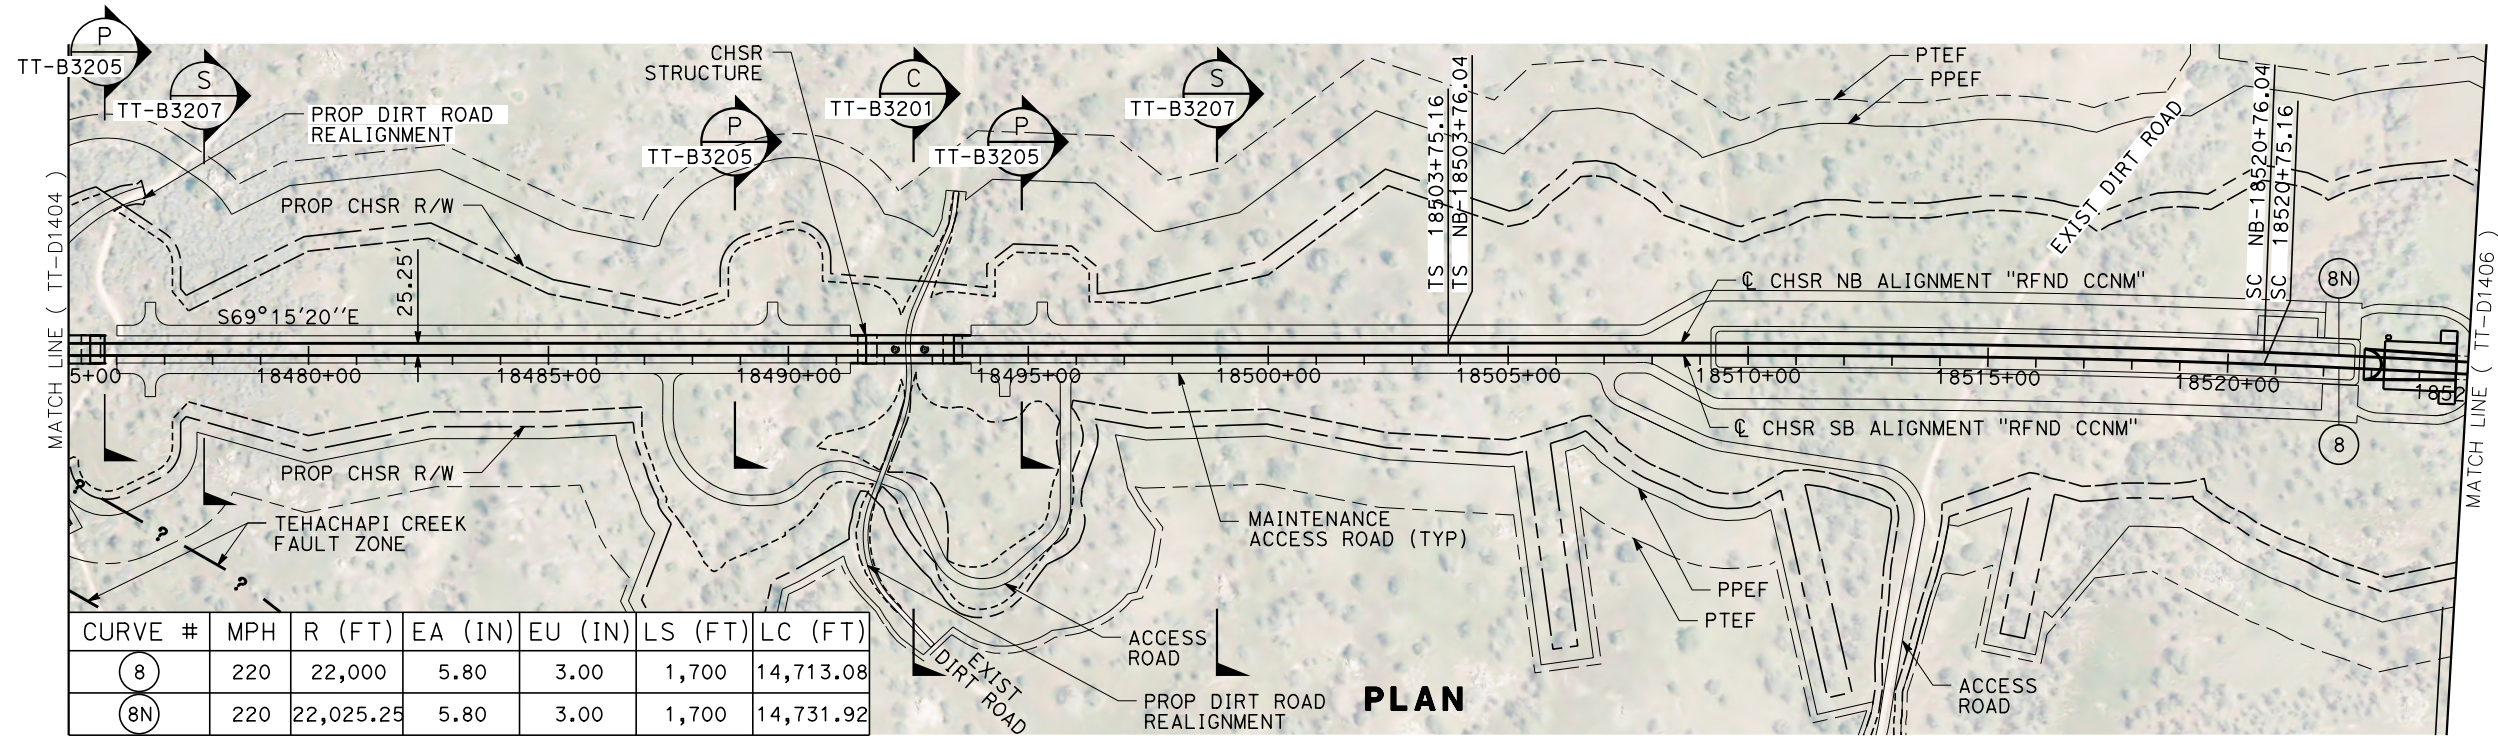 P
TT-B3205
S
TT-B3207
PROP DIRT ROAD
REALIGNMENT
CHSR
STRUCTURE
P
TT-B3205
C
TT-B3201
P
TT-B3205
S
TT-B3207
TS 18503+75.16
TS NB-18503+76.04
PTEF
PPEF
EXIST DIRT ROAD
SC NB-18520+76.04
SC 18520+75.16
MATCH LINE ( TT-D1404 )
MATCH LINE ( TT-D1406 )
PROP CHSR R/W
25.25'
S69°15'20''E
℄ CHSR NB ALIGNMENT "RFND CCNM"
8N
5+00
18480+00
18485+00
18490+00
18495+00
18500+00
18505+00
18510+00
18515+00
18520+00
1852
℄ CHSR SB ALIGNMENT "RFND CCNM"
8
PROP CHSR R/W
?
?
?
TEHACHAPI CREEK
FAULT ZONE
MAINTENANCE
ACCESS ROAD (TYP)
PPEF
PTEF
ACCESS
ROAD
EXIST
DIRT ROAD
PROP DIRT ROAD
REALIGNMENT
ACCESS
ROAD
PLAN
CURVE # MPH R (FT) EA (IN) EU (IN) LS (FT) LC (FT)
8 220 22,000 5.80 3.00 1,700 14,713.08
8N 220 22,025.25 5.80 3.00 1,700 14,731.92